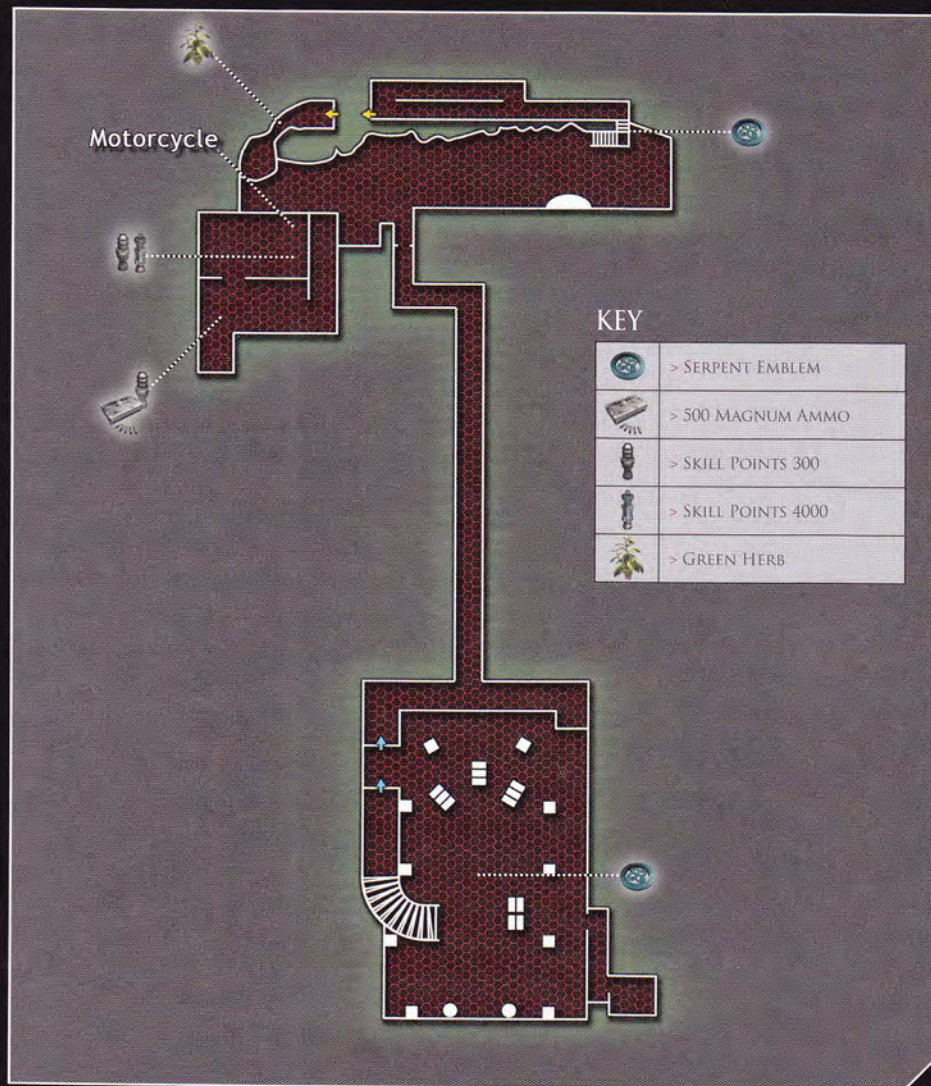 Motorcycle
KEY
> SERPENT EMBLEM
> 500 MAGNUM AMMO
> SKILL POINTS 300
> SKILL POINTS 4000
> GREEN HERB